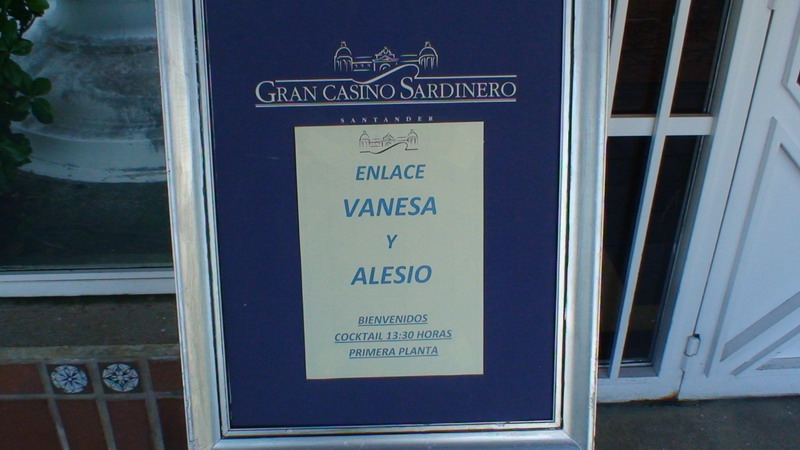 GRAN CASINO SARDINERO
SANTANDER
ENLACE
VANESA
Y
ALESIO
BIENVENIDOS
COCKTAIL 13:30 HORAS
PRIMERA PLANTA